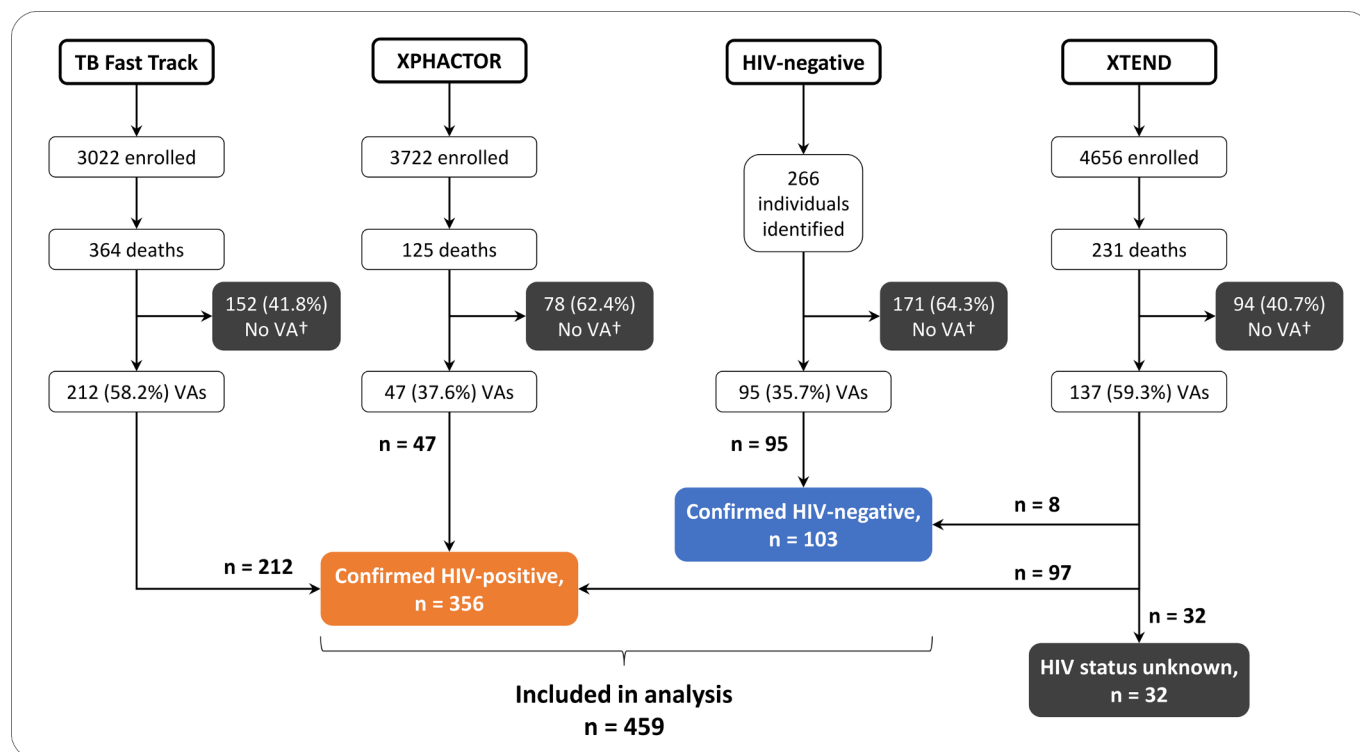 TB Fast Track
XPHACTOR
HIV-negative
XTEND
3022 enrolled
3722 enrolled
266
individuals
identified
4656 enrolled
364 deaths
125 deaths
231 deaths
152 (41.8%)
No VA†
78 (62.4%)
No VA†
171 (64.3%)
No VA†
94 (40.7%)
No VA†
212 (58.2%) VAs
47 (37.6%) VAs
95 (35.7%) VAs
137 (59.3%) VAs
n = 47
n = 95
Confirmed HIV-negative,
n = 103
n = 8
n = 212
Confirmed HIV-positive,
n = 356
n = 97
n = 32
HIV status unknown,
n = 32
Included in analysis
n = 459